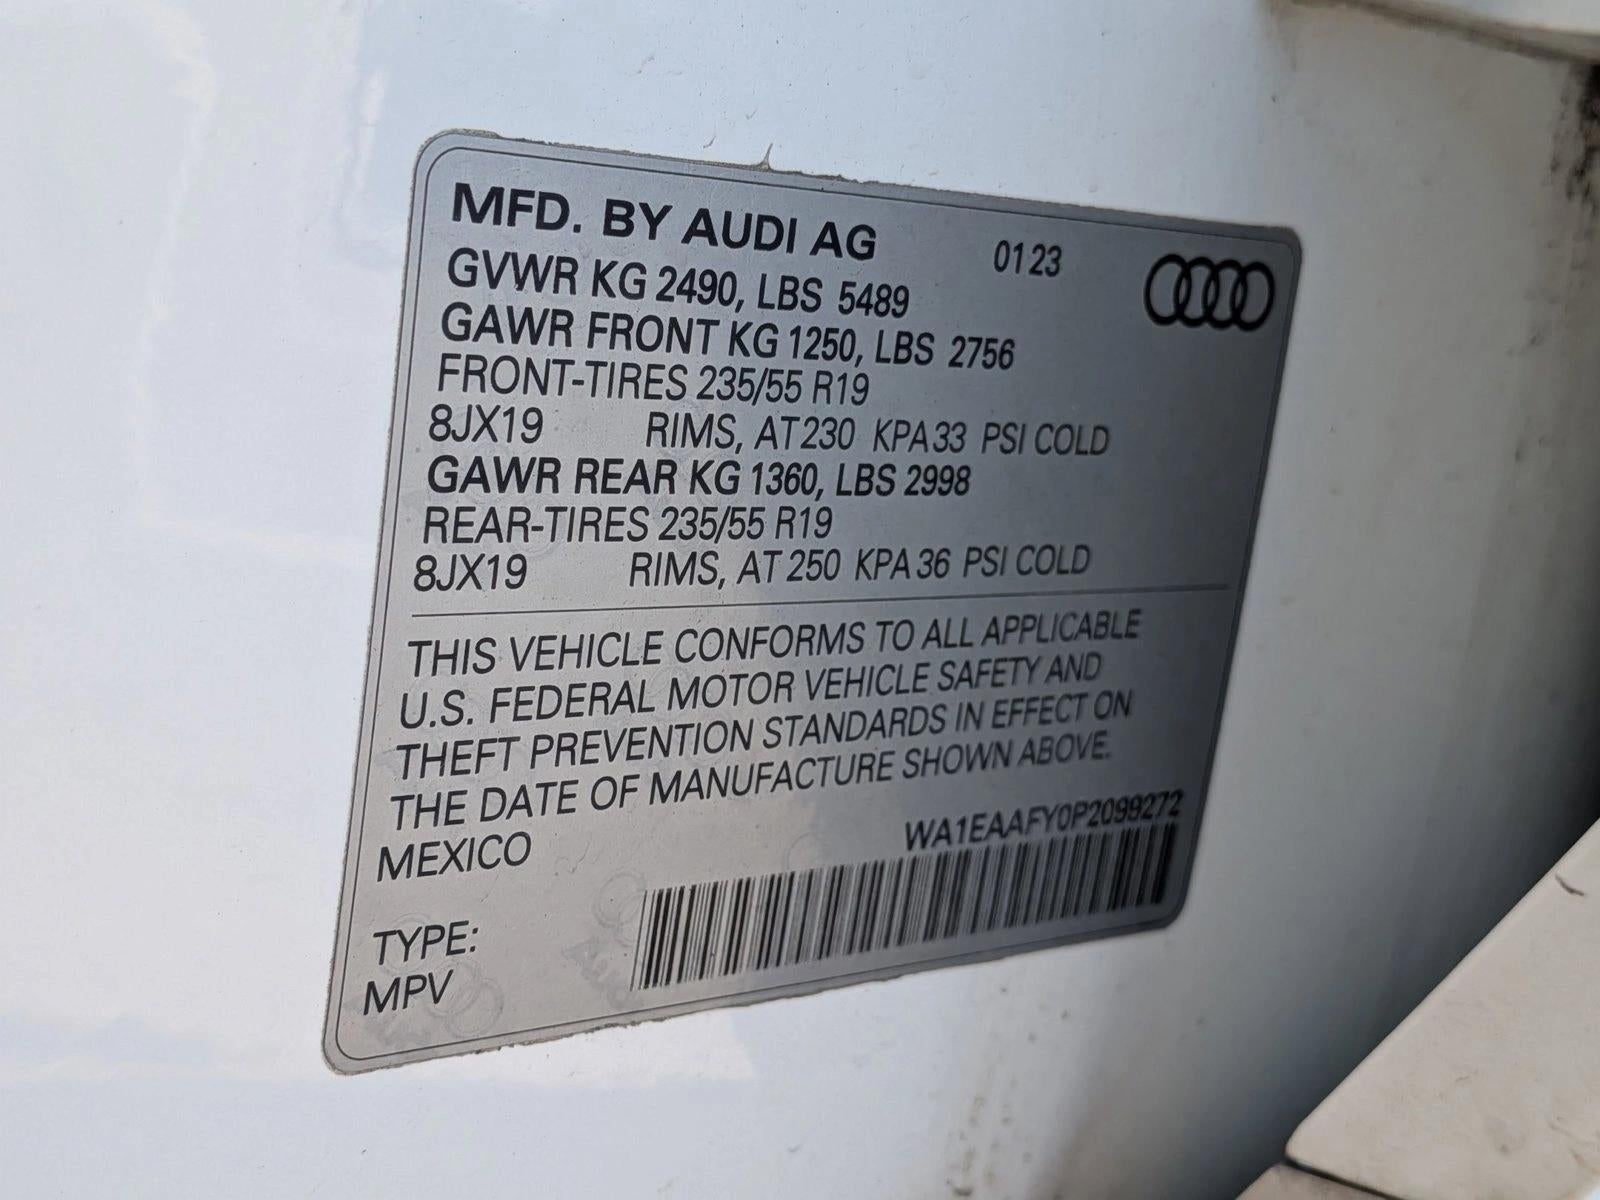 MFD. BY AUDI AG 01 23
GVWR KG 2490, LBS 5489
GAWR FRONT KG 1250, LBS 2756
FRONT-TIRES 235/55 R19
8JX19 RIMS, AT 230 KPA 33 PSI COLD
GAWR REAR KG 1360, LBS 2998
REAR-TIRES 235/55 R19
8JX19 RIMS, AT 250 KPA 36 PSI COLD
THIS VEHICLE CONFORMS TO ALL APPLICABLE
U.S. FEDERAL MOTOR VEHICLE SAFETY AND
THEFT PREVENTION STANDARDS IN EFFECT ON
THE DATE OF MANUFACTURE SHOWN ABOVE.
MEXICO
WA1EAAFY0P2099272
TYPE:
MPV
Audi